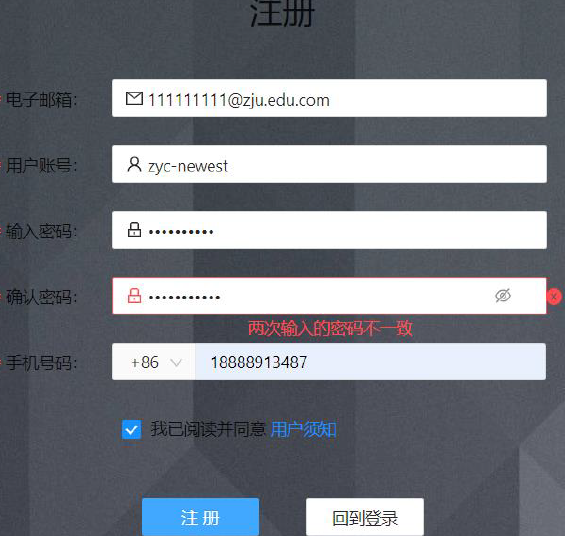 注册
* 电子邮箱： 111111111@zju.edu.com
* 用户账号： zyc-newest
* 输入密码： ••••••••••
* 确认密码： •••••••••••
两次输入的密码不一致
* 手机号码： +86 18888913487
我已阅读并同意 用户须知
注 册 回到登录